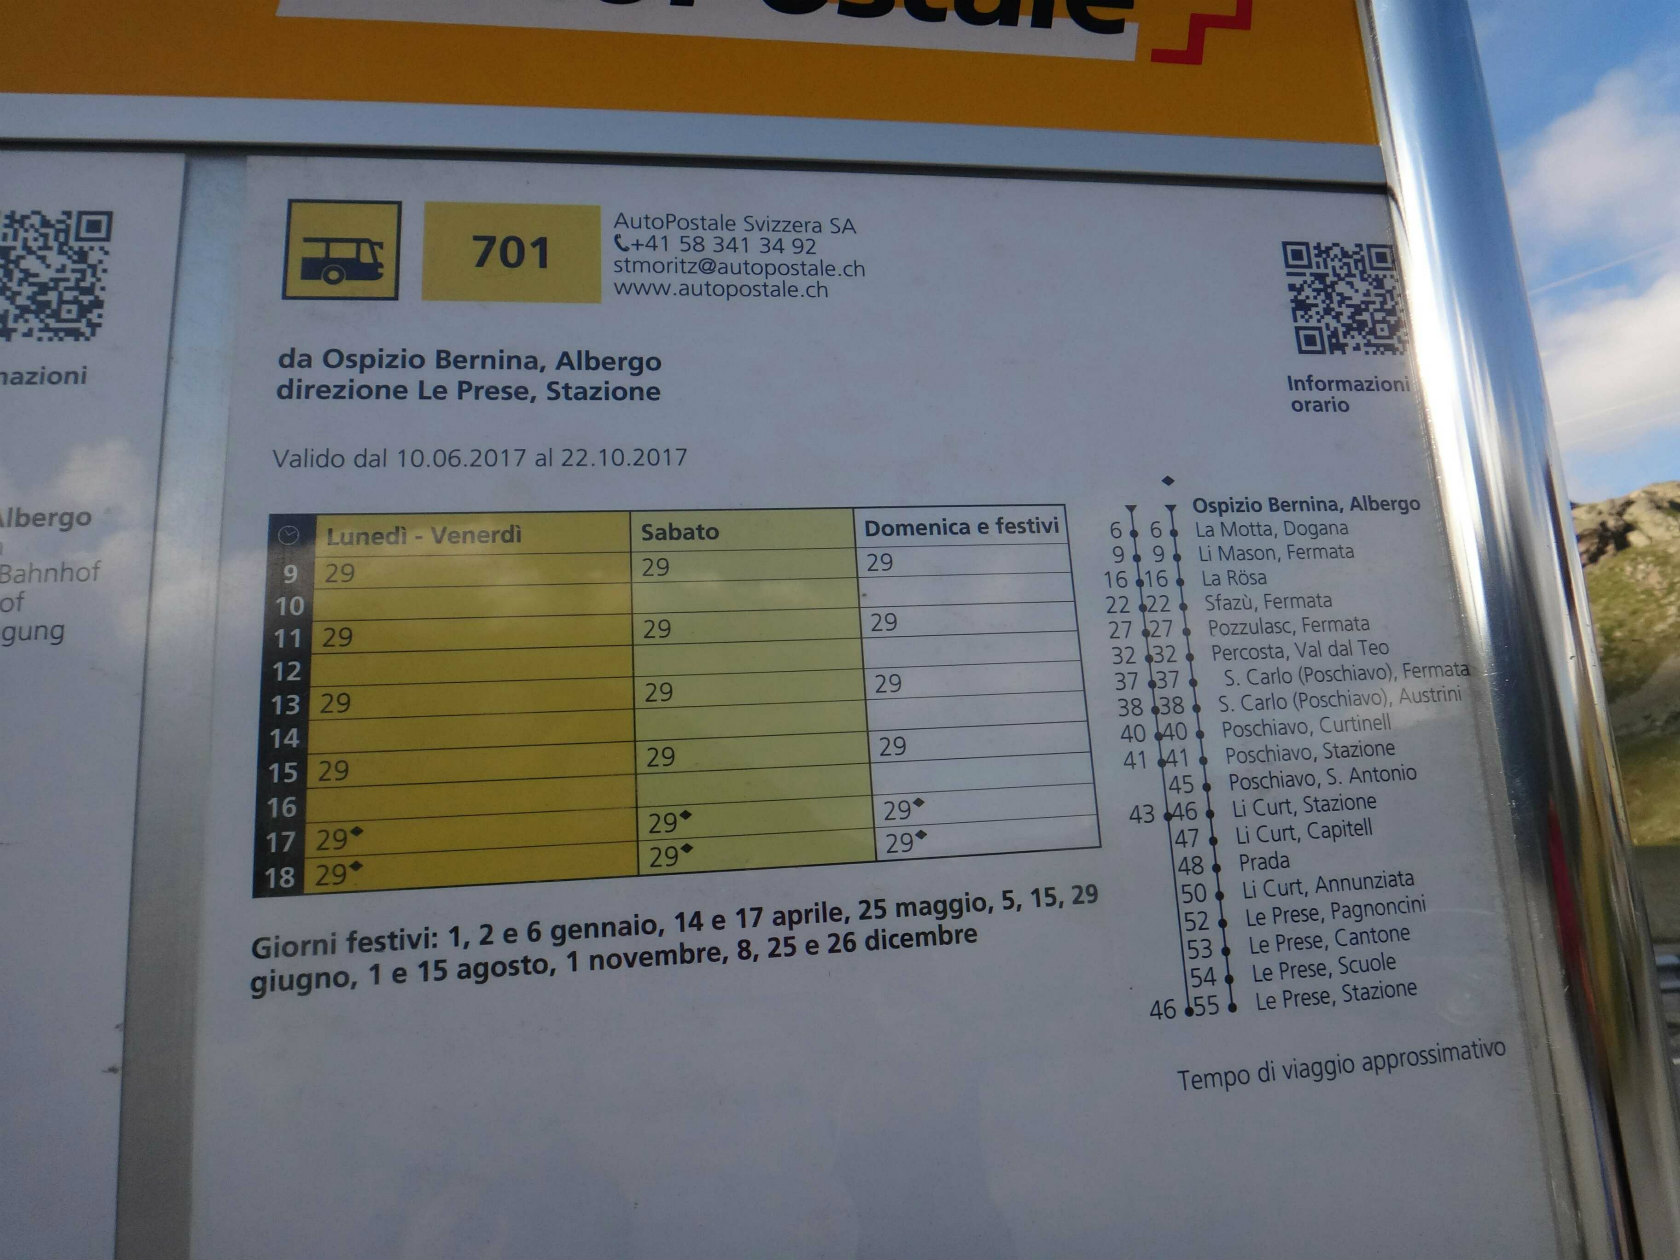 Postale
azioni
Albergo
Bahnhof
of
gung
701
AutoPostale Svizzera SA
+41 58 341 34 92
stmoritz@autopostale.ch
www.autopostale.ch
da Ospizio Bernina, Albergo
direzione Le Prese, Stazione
Informazioni
orario
Valido dal 10.06.2017 al 22.10.2017
Lunedì - Venerdì Sabato Domenica e festivi
9 29 29 29
10
11 29 29 29
12
13 29 29 29
14
15 29 29 29
16
17 29◆ 29◆ 29◆
18 29◆ 29◆ 29◆
Giorni festivi: 1, 2 e 6 gennaio, 14 e 17 aprile, 25 maggio, 5, 15, 29
giugno, 1 e 15 agosto, 1 novembre, 8, 25 e 26 dicembre
◆
Ospizio Bernina, Albergo
6 6 La Motta, Dogana
9 9 Li Mason, Fermata
16 16 La Rösa
22 22 Sfazù, Fermata
27 27 Pozzulasc, Fermata
32 32 Percosta, Val dal Teo
37 37 S. Carlo (Poschiavo), Fermata
38 38 S. Carlo (Poschiavo), Austrini
40 40 Poschiavo, Curtinell
41 41 Poschiavo, Stazione
45 Poschiavo, S. Antonio
43 46 Li Curt, Stazione
47 Li Curt, Capitell
48 Prada
50 Li Curt, Annunziata
52 Le Prese, Pagnoncini
53 Le Prese, Cantone
54 Le Prese, Scuole
46 55 Le Prese, Stazione
Tempo di viaggio approssimativo